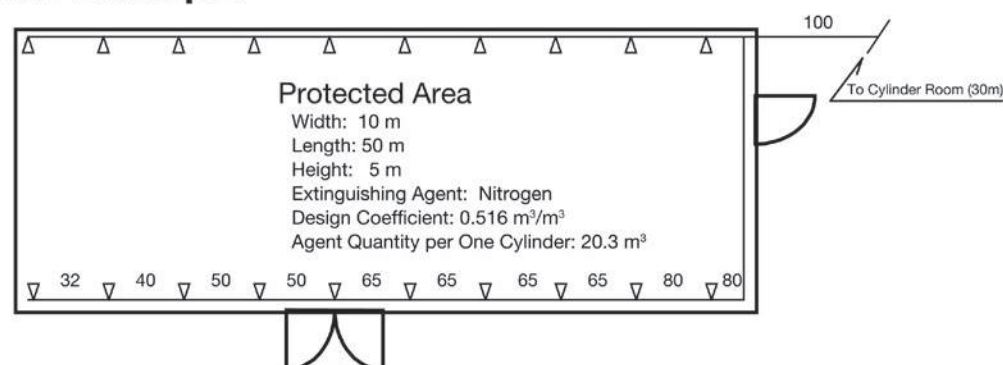 100
To Cylinder Room (30m)
Protected Area
Width: 10 m
Length: 50 m
Height: 5 m
Extinguishing Agent: Nitrogen
Design Coefficient: 0.516 m³/m³
Agent Quantity per One Cylinder: 20.3 m³
32 40 50 50 65 65 65 65 80 80